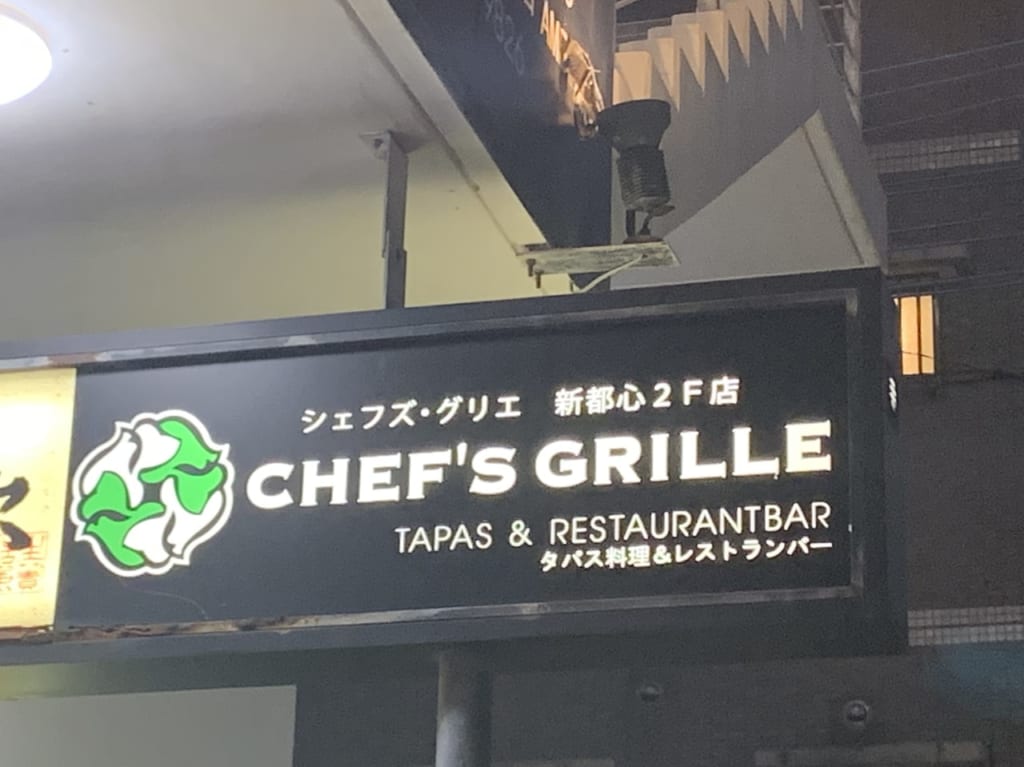 シェフズ・グリエ 新都心2F店
CHEF'S GRILLE
TAPAS & RESTAURANTBAR
タパス料理&レストランバー